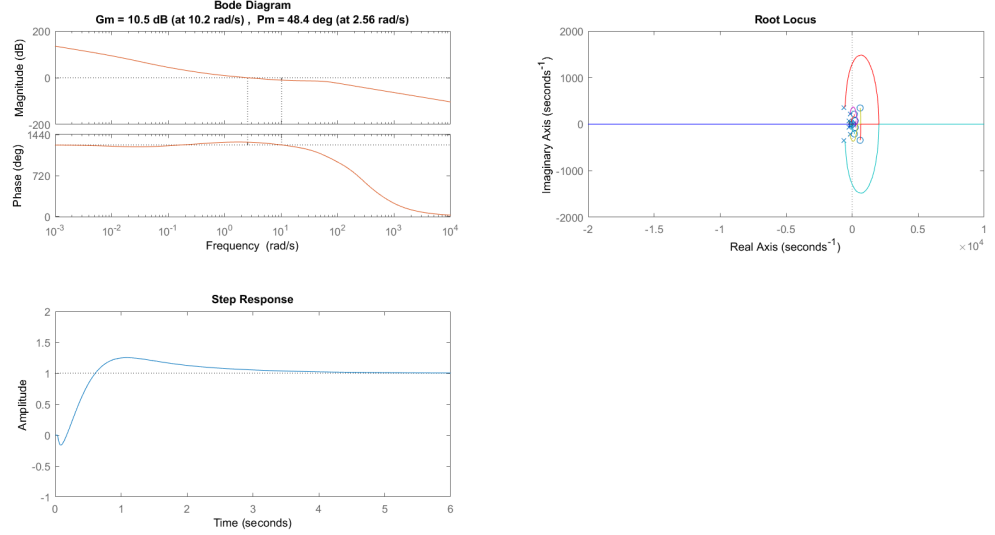 Bode Diagram
Gm = 10.5 dB (at 10.2 rad/s) , Pm = 48.4 deg (at 2.56 rad/s)
200
0
-200
Magnitude (dB)
1440
720
0
Phase (deg)
10^-3 10^-2 10^-1 10^0 10^1 10^2 10^3 10^4
Frequency (rad/s)
Root Locus
2000
1000
0
-1000
-2000
Imaginary Axis (seconds^-1)
-2 -1.5 -1 -0.5 0 0.5 1
×10^4
Real Axis (seconds^-1)
Step Response
2
1.5
1
0.5
0
-0.5
-1
Amplitude
0 1 2 3 4 5 6
Time (seconds)